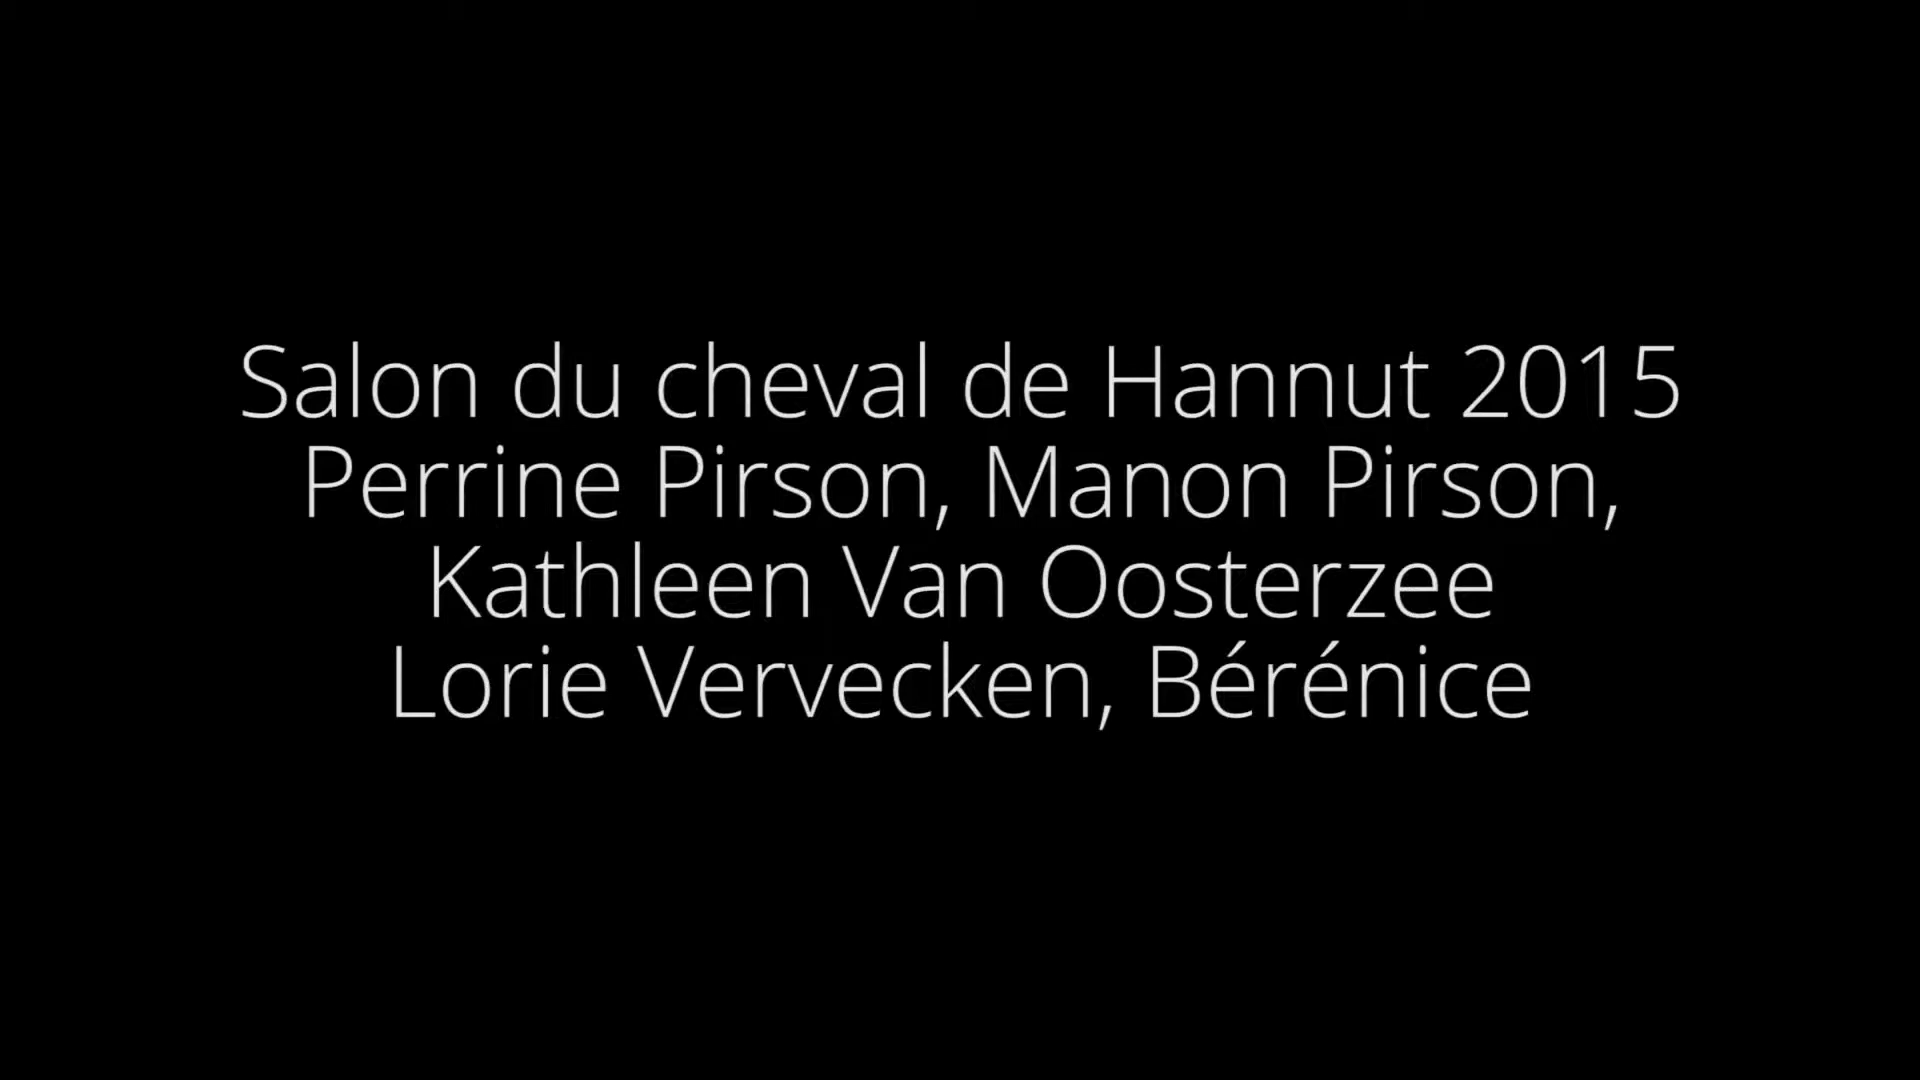 Salon du cheval de Hannut 2015
Perrine Pirson, Manon Pirson,
Kathleen Van Oosterzee
Lorie Vervecken, Bérénice